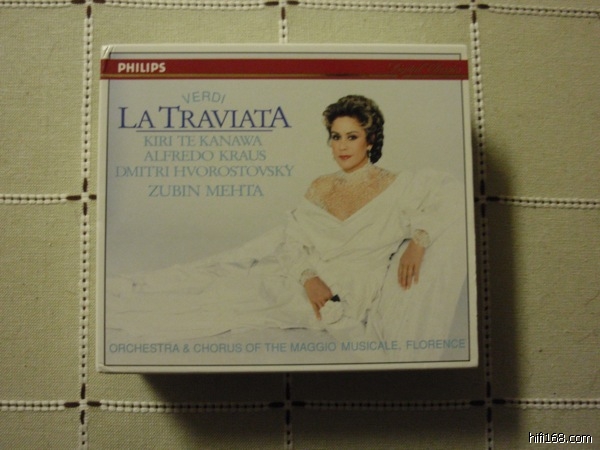 PHILIPS
VERDI
LA TRAVIATA
KIRI TE KANAWA
ALFREDO KRAUS
DMITRI HVOROSTOVSKY
ZUBIN MEHTA
ORCHESTRA & CHORUS OF THE MAGGIO MUSICALE, FLORENCE
hifi168.com